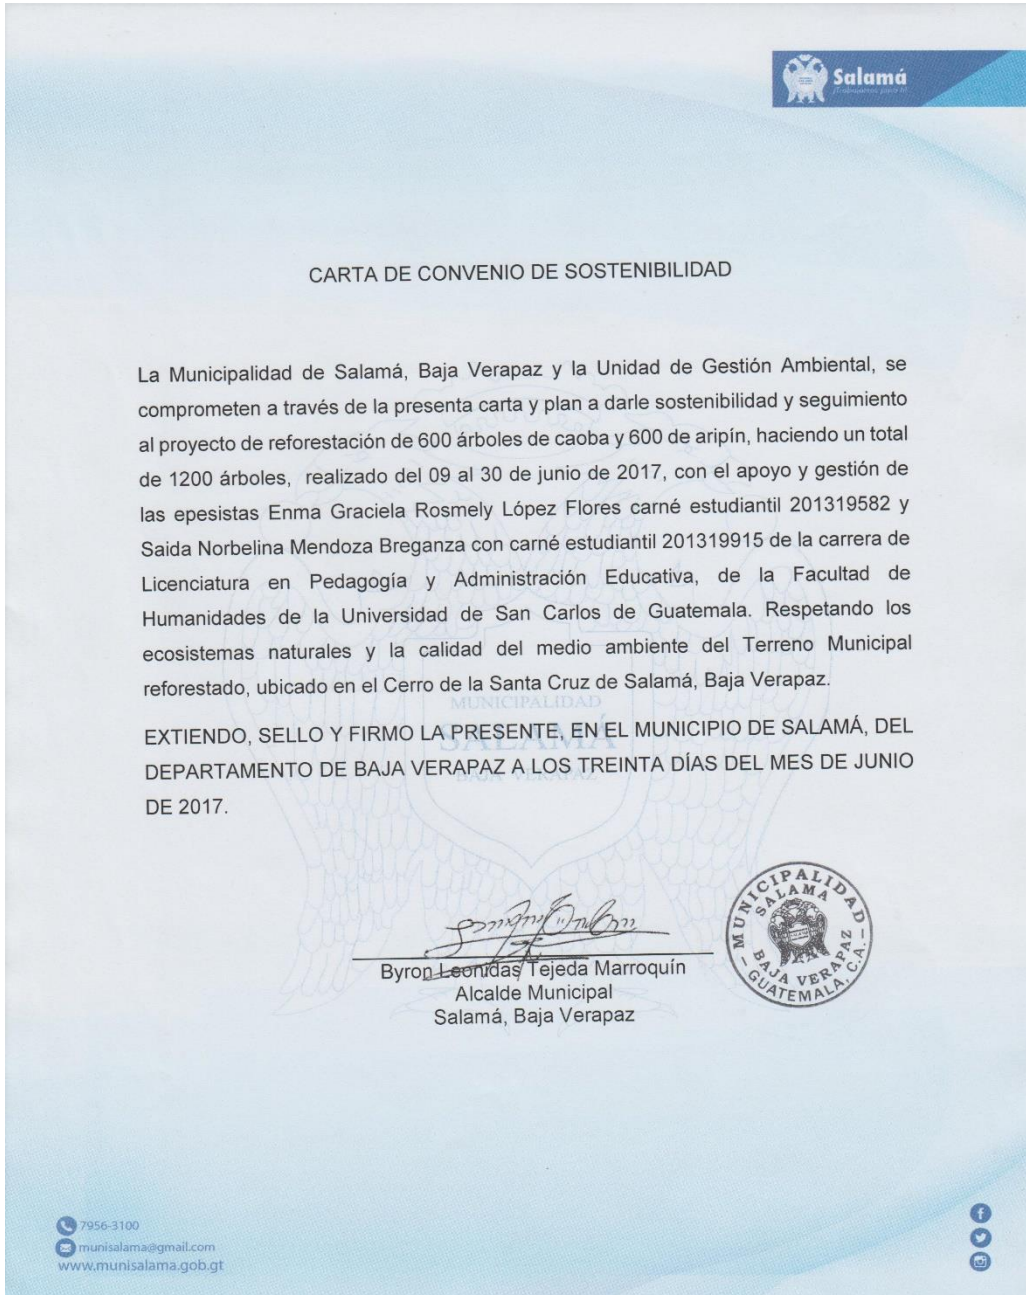 Salamá
CARTA DE CONVENIO DE SOSTENIBILIDAD
La Municipalidad de Salamá, Baja Verapaz y la Unidad de Gestión Ambiental, se
comprometen a través de la presenta carta y plan a darle sostenibilidad y seguimiento
al proyecto de reforestación de 600 árboles de caoba y 600 de aripín, haciendo un total
de 1200 árboles, realizado del 09 al 30 de junio de 2017, con el apoyo y gestión de
las epesistas Enma Graciela Rosmely López Flores carné estudiantil 201319582 y
Saida Norbelina Mendoza Breganza con carné estudiantil 201319915 de la carrera de
Licenciatura en Pedagogía y Administración Educativa, de la Facultad de
Humanidades de la Universidad de San Carlos de Guatemala. Respetando los
ecosistemas naturales y la calidad del medio ambiente del Terreno Municipal
reforestado, ubicado en el Cerro de la Santa Cruz de Salamá, Baja Verapaz.
MUNICIPALIDAD
SALAMÁ
BAJA VERAPAZ
EXTIENDO, SELLO Y FIRMO LA PRESENTE, EN EL MUNICIPIO DE SALAMÁ, DEL
DEPARTAMENTO DE BAJA VERAPAZ A LOS TREINTA DÍAS DEL MES DE JUNIO
DE 2017.
Byron Leonidas Tejeda Marroquín
Alcalde Municipal
Salamá, Baja Verapaz
MUNICIPALIDAD
SALAMA
BAJA VERAPAZ
GUATEMALA, C.A.
7956-3100
munisalama@gmail.com
www.munisalama.gob.gt